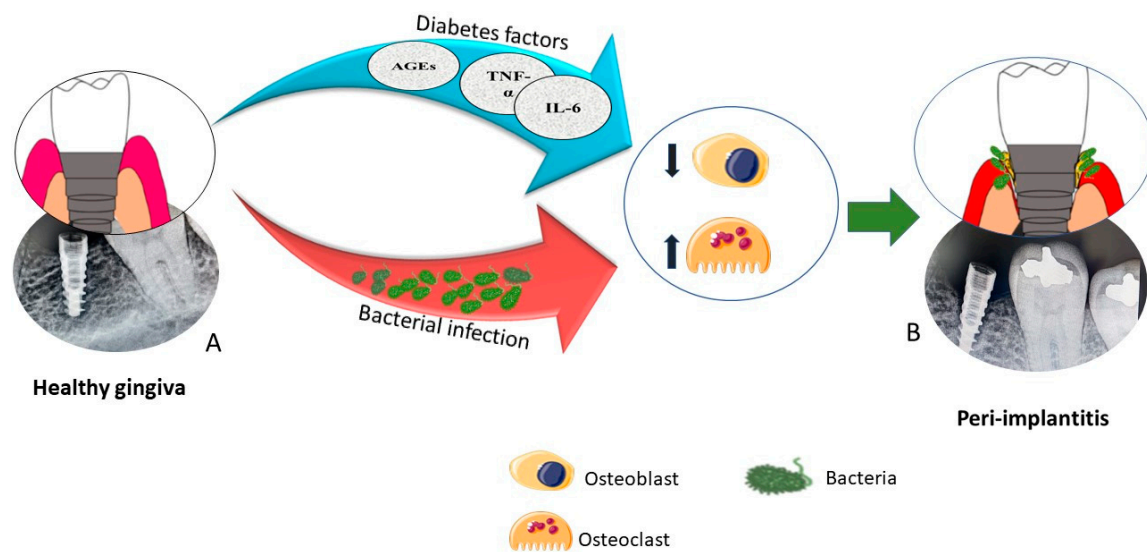 Diabetes factors
AGEs
TNF-
α
IL-6
Bacterial infection
A
Healthy gingiva
B
Peri-implantitis
Osteoblast
Bacteria
Osteoclast